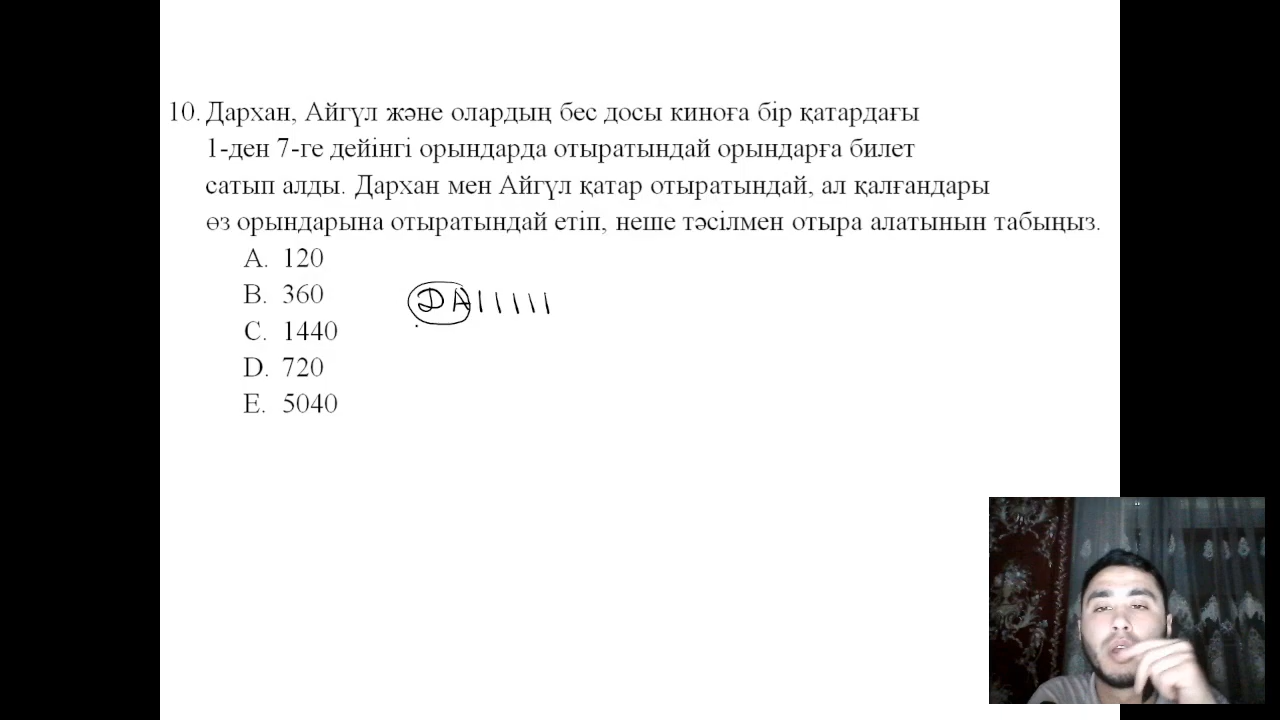 10. Дархан, Айгүл және олардың бес досы киноға бір қатардағы
1-ден 7-ге дейінгі орындарда отыратындай орындарға билет
сатып алды. Дархан мен Айгүл қатар отыратындай, ал қалғандары
өз орындарына отыратындай етіп, неше тәсілмен отыра алатынын табыңыз.
A. 120
B. 360
C. 1440
D. 720
E. 5040
DA | | | | |